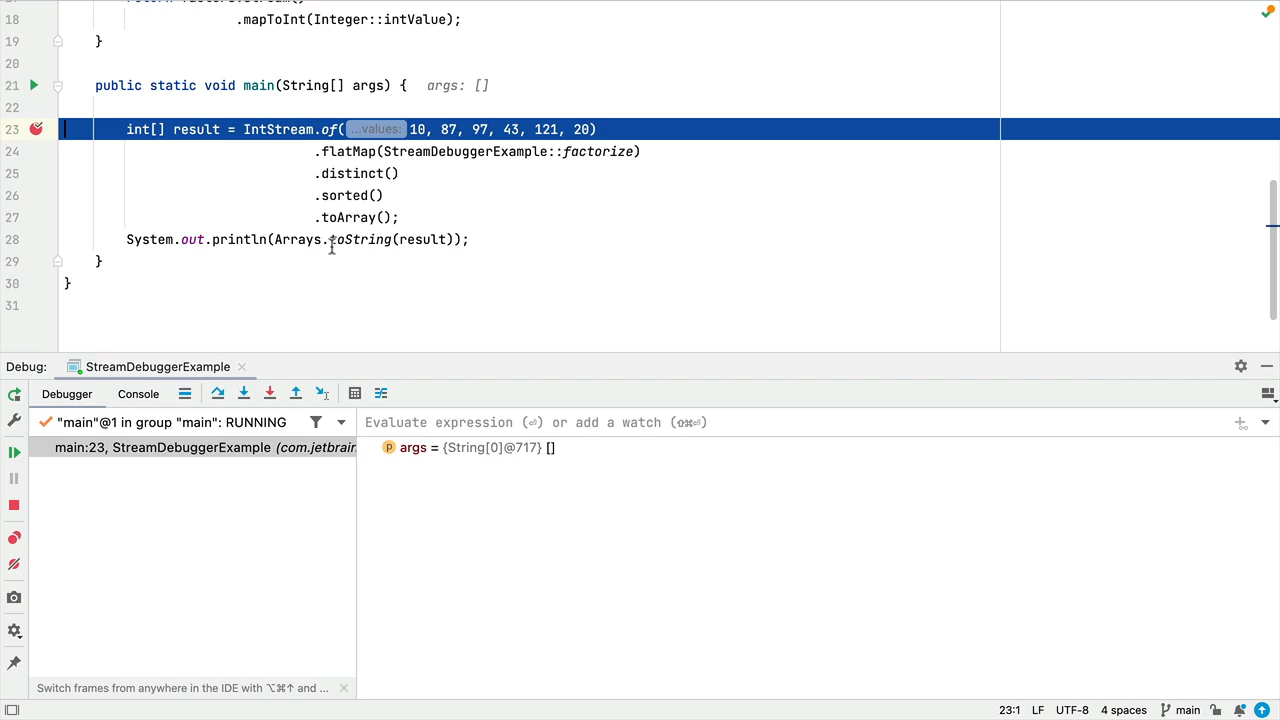 18 .mapToInt(Integer::intValue);
19 }
20
21 public static void main(String[] args) { args: []
22
23 int[] result = IntStream.of( ...values: 10, 87, 97, 43, 121, 20)
24 .flatMap(StreamDebuggerExample::factorize)
25 .distinct()
26 .sorted()
27 .toArray();
28 System.out.println(Arrays.toString(result));
29 }
30 }
31
Debug: StreamDebuggerExample
Debugger Console
"main"@1 in group "main": RUNNING
Evaluate expression (⏎) or add a watch (⇧⌘⏎)
main:23, StreamDebuggerExample (com.jetbrain
p args = {String[0]@717} []
Switch frames from anywhere in the IDE with ⌥⌘↑ and ...
23:1 LF UTF-8 4 spaces main